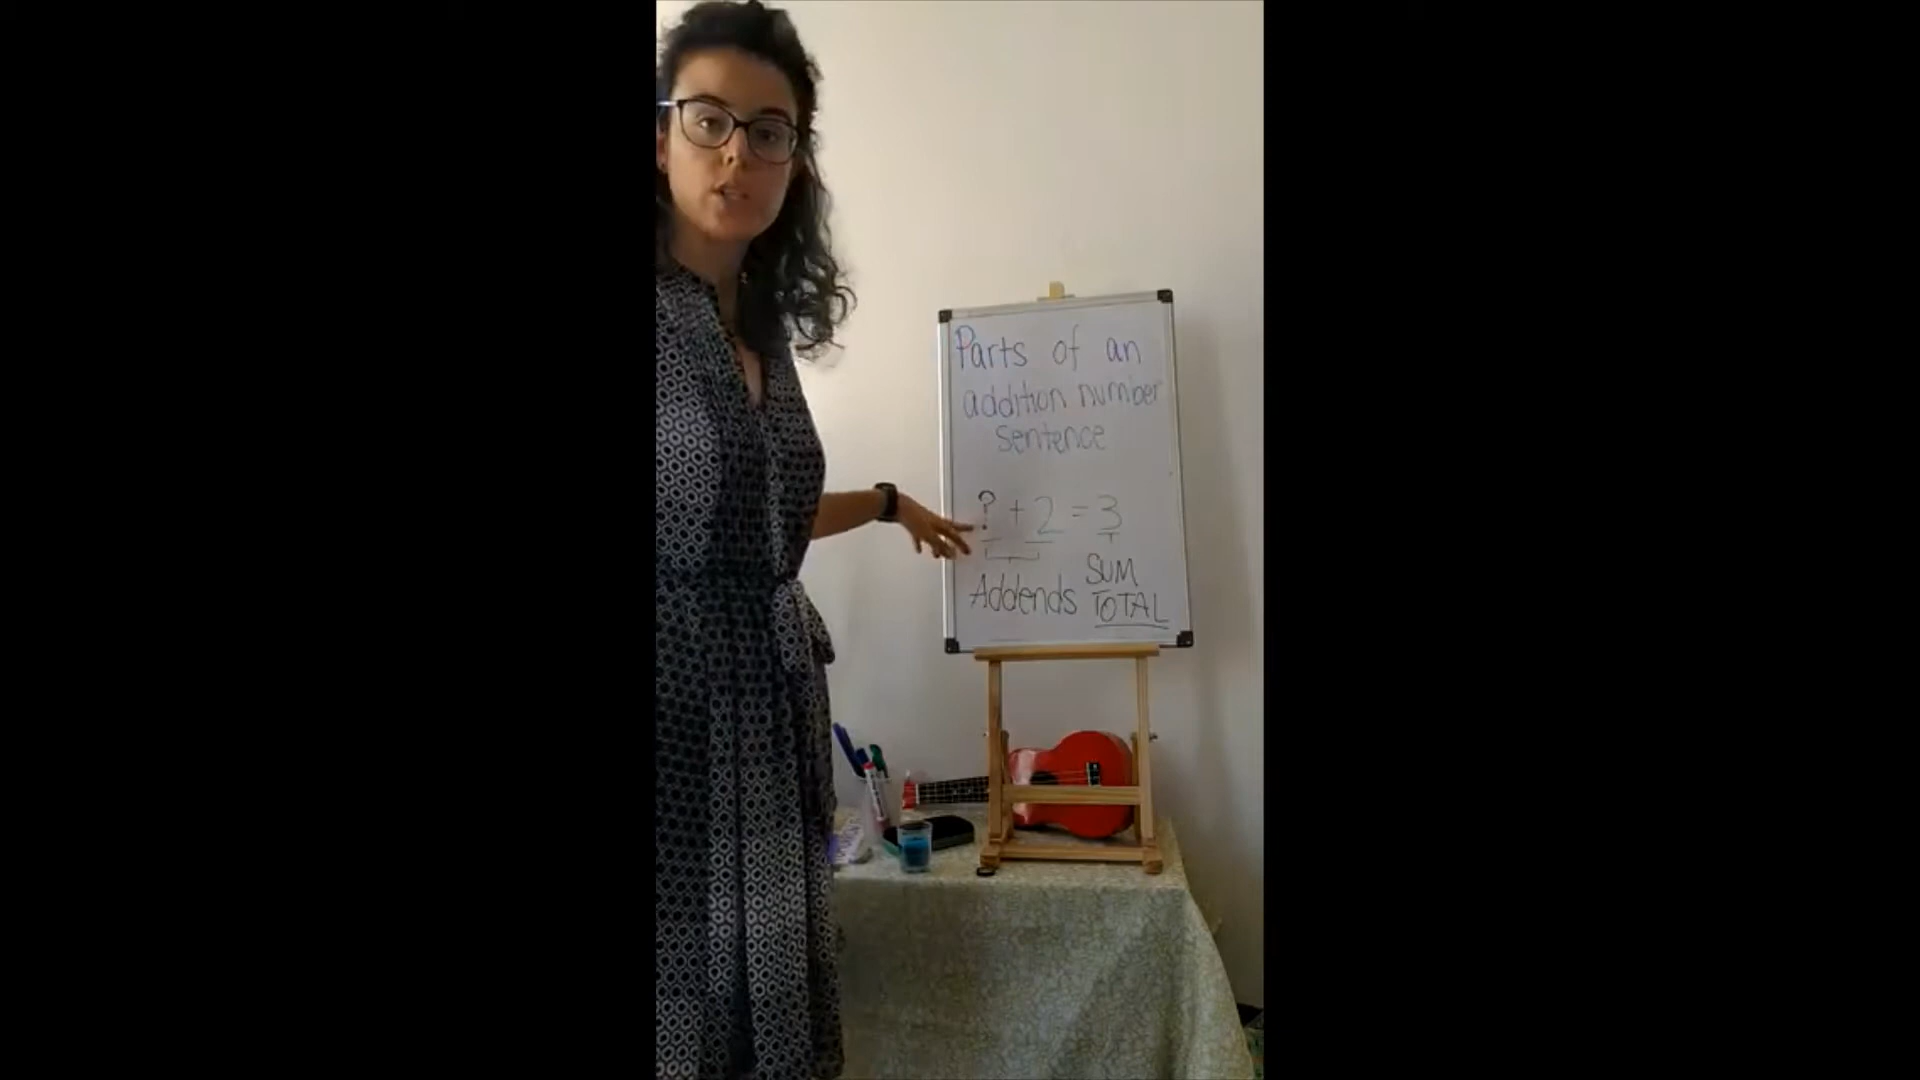 Parts of an
addition number
sentence
? + 2 = 3
Addends SUM
TOTAL